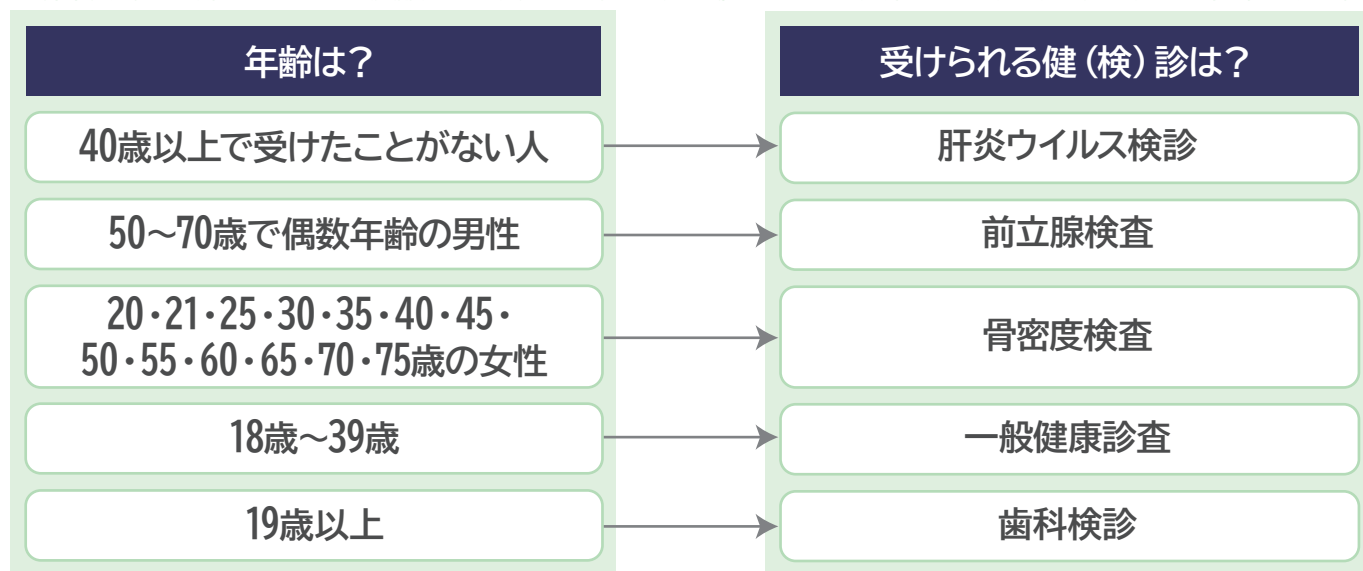 年齢は？
受けられる健（検）診は？
40歳以上で受けたことがない人
肝炎ウイルス検診
50〜70歳で偶数年齢の男性
前立腺検査
20・21・25・30・35・40・45・
50・55・60・65・70・75歳の女性
骨密度検査
18歳〜39歳
一般健康診査
19歳以上
歯科検診